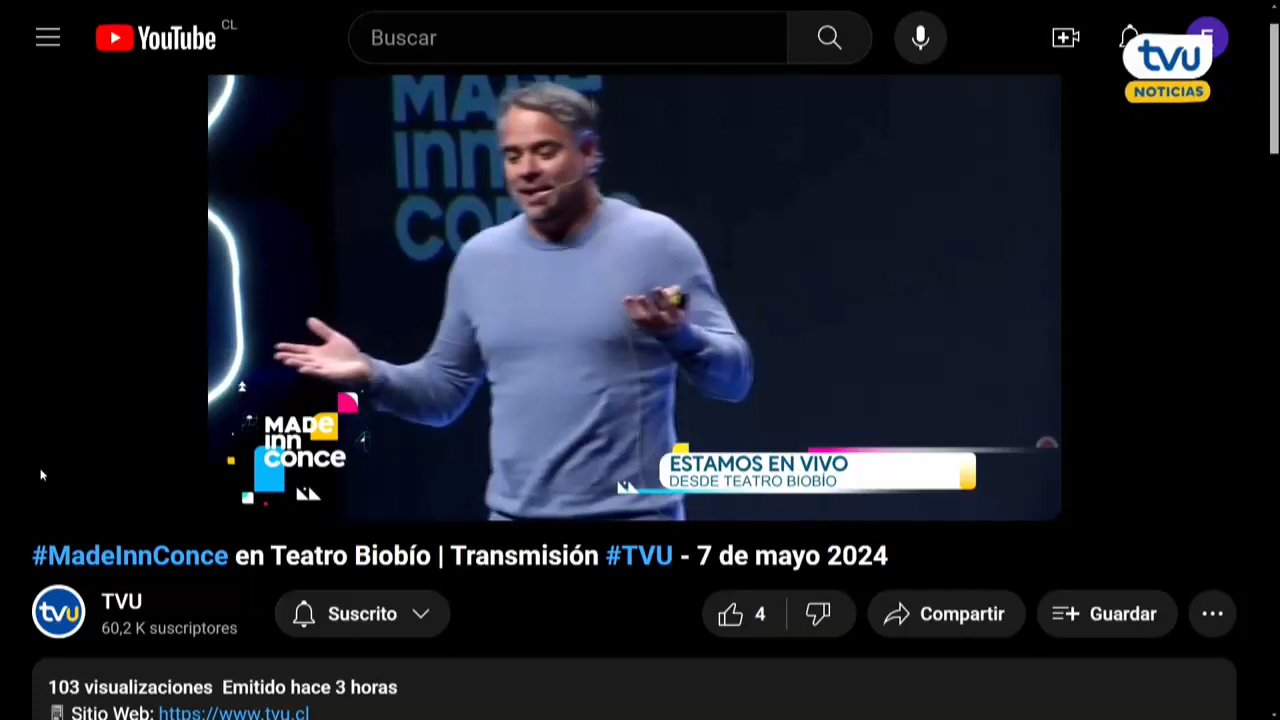 YouTube CL
Buscar
E
tvu
NOTICIAS
MADe
inn
conce
MADe
inn
conce
ESTAMOS EN VIVO
DESDE TEATRO BIOBÍO
#MadeInnConce en Teatro Biobío | Transmisión #TVU - 7 de mayo 2024
tvu
TVU
60,2 K suscriptores
Suscrito
4
Compartir
Guardar
103 visualizaciones Emitido hace 3 horas
Sitio Web: https://www.tvu.cl